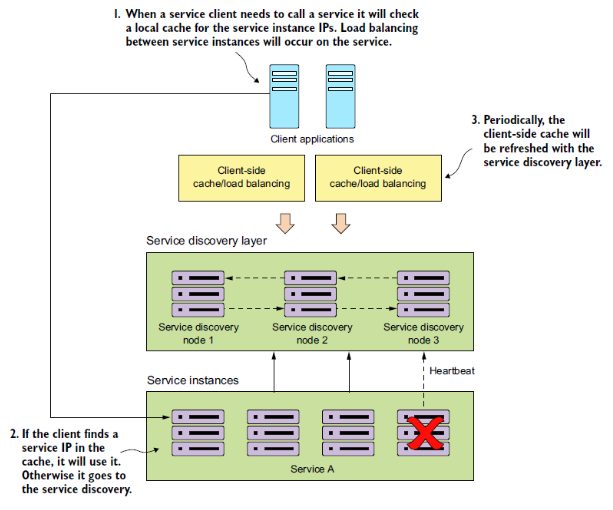 1. When a service client needs to call a service it will check
a local cache for the service instance IPs. Load balancing
between service instances will occur on the service.
Client applications
3. Periodically, the
client-side cache will
be refreshed with the
service discovery layer.
Client-side
cache/load balancing
Client-side
cache/load balancing
Service discovery layer
Service discovery
node 1
Service discovery
node 2
Service discovery
node 3
Heartbeat
Service instances
2. If the client finds a
service IP in the
cache, it will use it.
Otherwise it goes to
the service discovery.
Service A